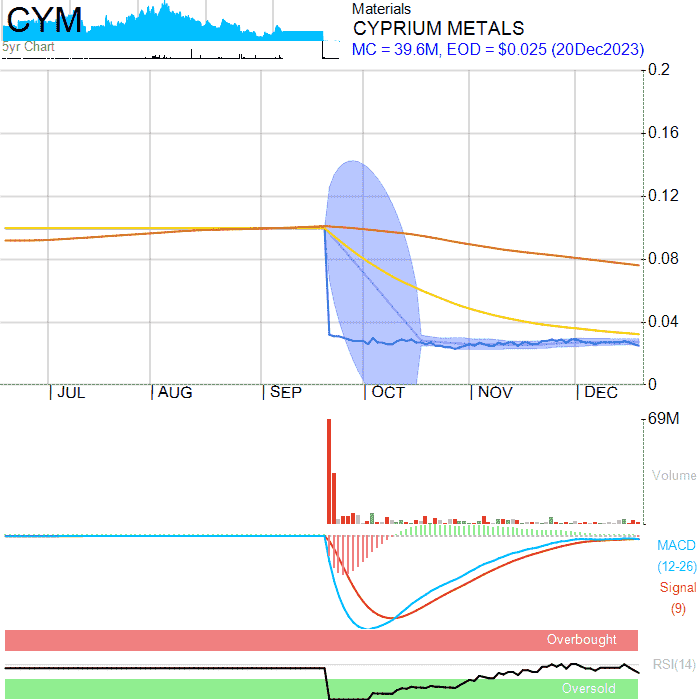 CYM
Materials
CYPRIUM METALS
MC = 39.6M, EOD = $0.025 (20Dec2023)
5yr Chart
0.2
0.16
0.12
0.08
0.04
0
JUL AUG SEP OCT NOV DEC
69M
Volume
MACD
(12-26)
Signal
(9)
Overbought
RSI(14)
Oversold